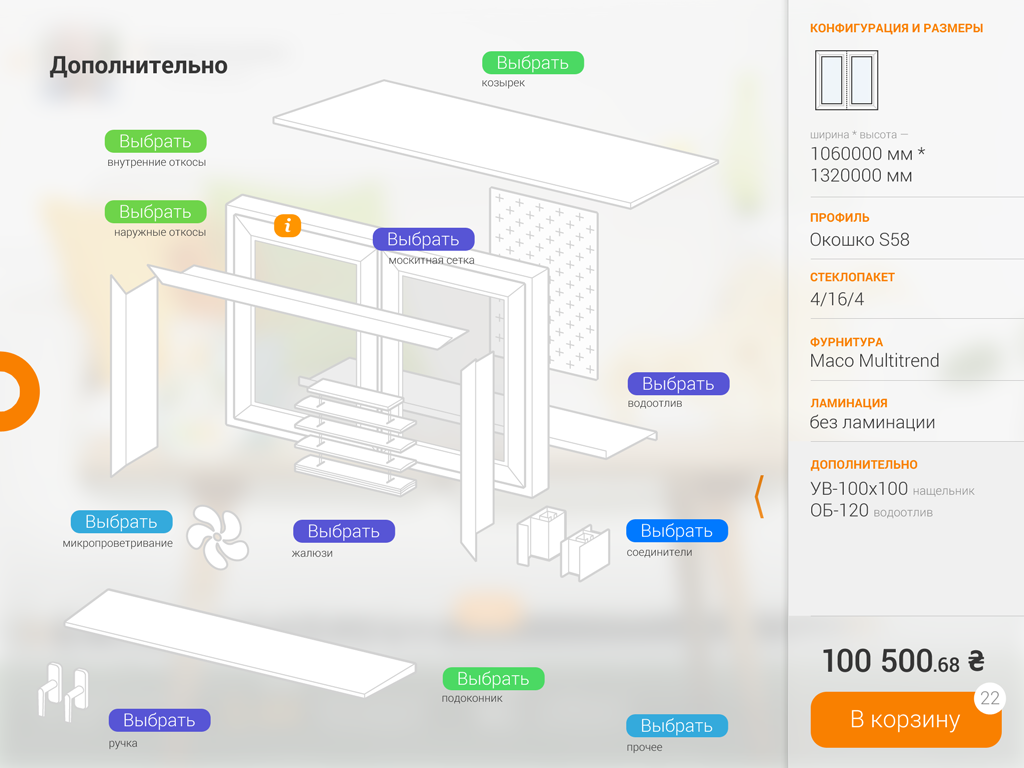 Дополнительно
Выбрать
козырек
Выбрать
внутренние откосы
Выбрать
наружные откосы
i
Выбрать
москитная сетка
Выбрать
водоотлив
Выбрать
микропроветривание
Выбрать
жалюзи
Выбрать
соединители
Выбрать
подоконник
Выбрать
ручка
Выбрать
прочее
КОНФИГУРАЦИЯ И РАЗМЕРЫ
ширина * высота —
1060000 мм *
1320000 мм
ПРОФИЛЬ
Окошко S58
СТЕКЛОПАКЕТ
4/16/4
ФУРНИТУРА
Maco Multitrend
ЛАМИНАЦИЯ
без ламинации
ДОПОЛНИТЕЛЬНО
УВ-100х100 нащельник
ОБ-120 водоотлив
100 500.68 ₴
22
В корзину